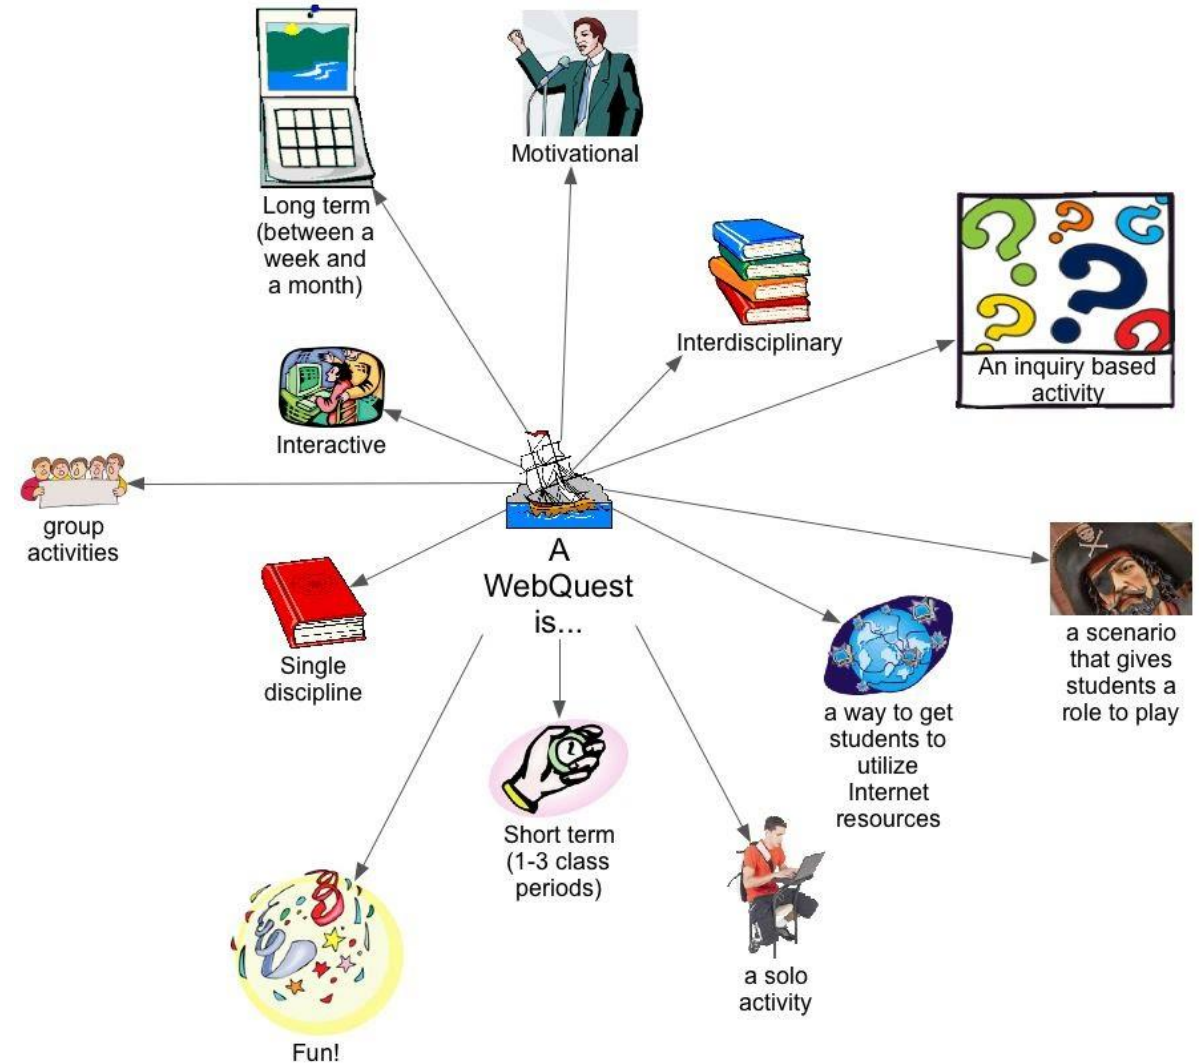 Motivational
Long term
(between a
week and
a month)
Interdisciplinary
An inquiry based
activity
Interactive
group
activities
A
WebQuest
is...
Single
discipline
a scenario
that gives
students a
role to play
a way to get
students to
utilize
Internet
resources
Short term
(1-3 class
periods)
a solo
activity
Fun!